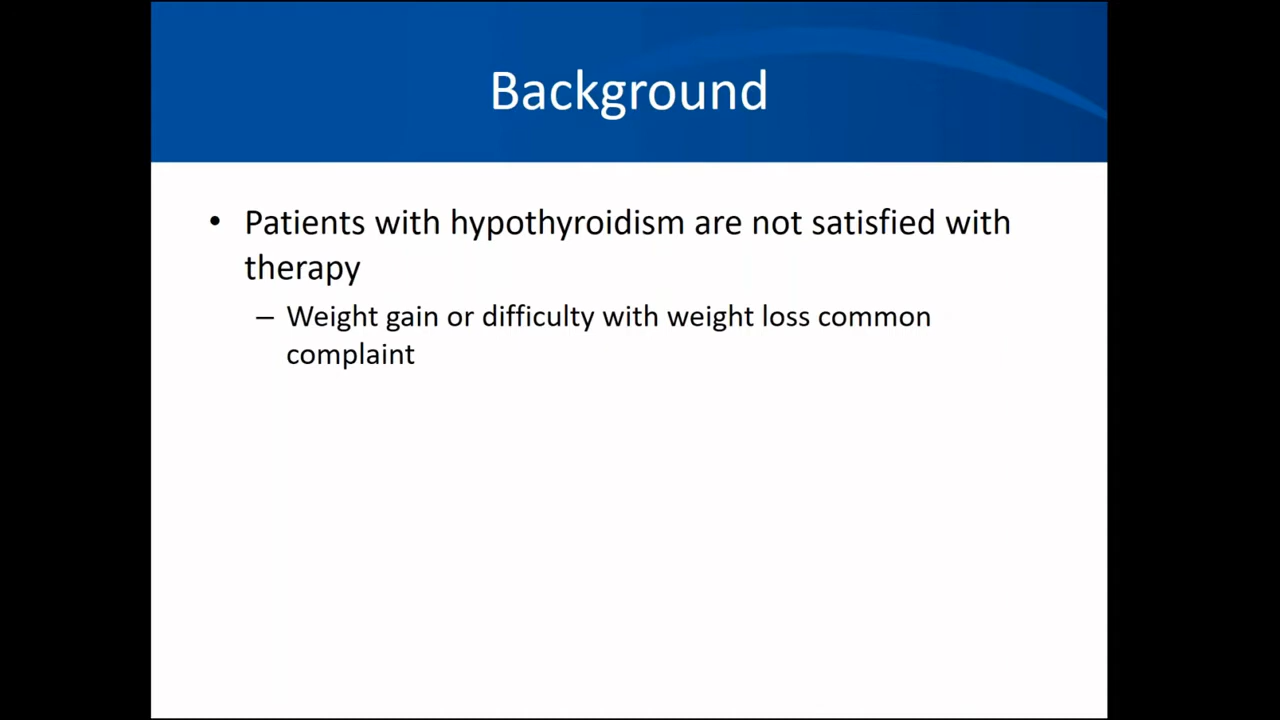 Background
• Patients with hypothyroidism are not satisfied with
therapy
– Weight gain or difficulty with weight loss common
complaint